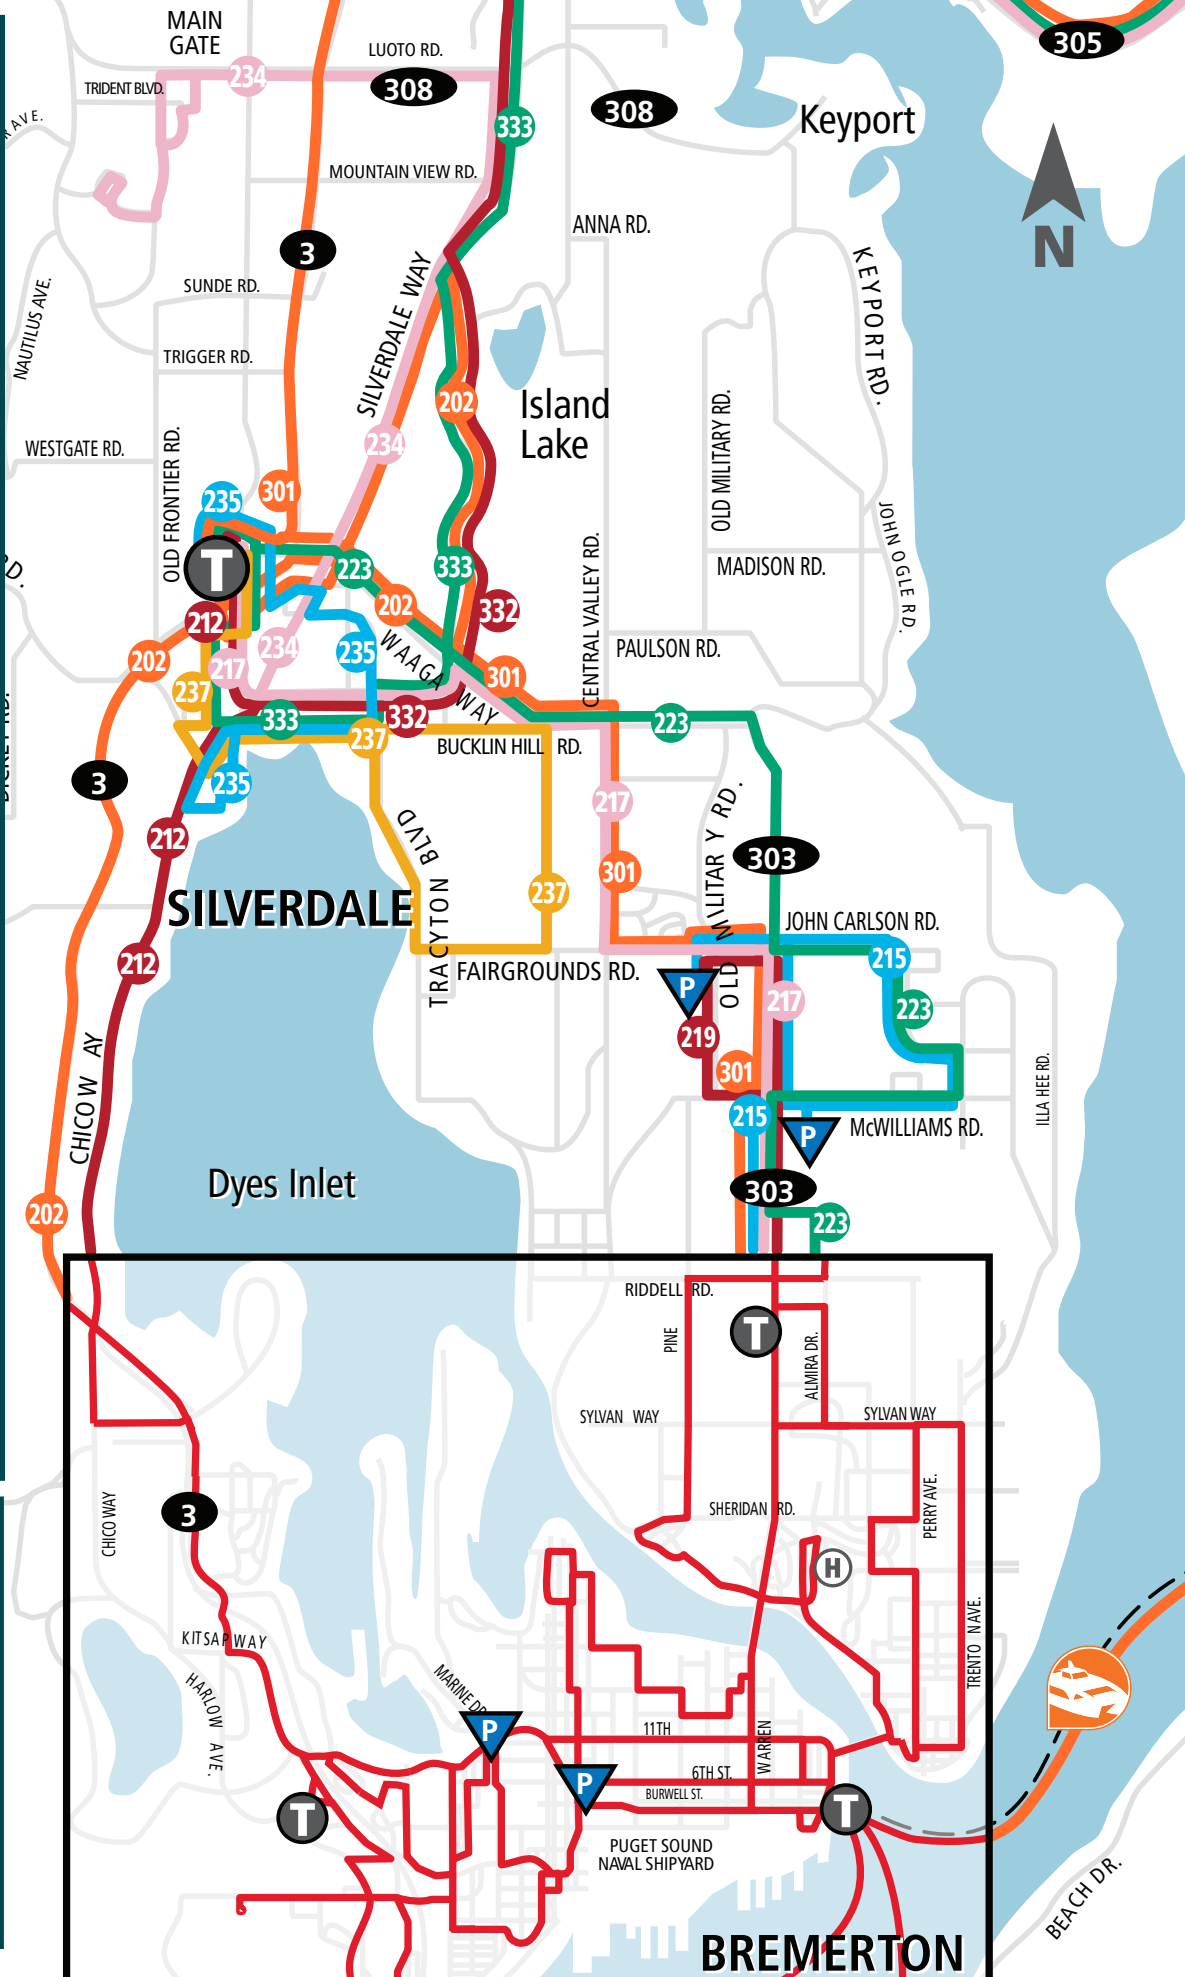 MAIN
GATE
LUOTO RD.
305
234
TRIDENT BLVD.
308
308
Keyport
333
MOUNTAIN VIEW RD.
ANNA RD.
N
3
SILVERDALE WAY
KEYPORT RD.
SUNDE RD.
NAUTILUS AVE.
TRIGGER RD.
202
Island
Lake
OLD MILITARY RD.
WESTGATE RD.
234
OLD FRONTIER RD.
301
235
JOHN OGLE RD.
CENTRAL VALLEY RD.
T
223
333
MADISON RD.
202
332
212
234
235
PAULSON RD.
202
217
WAAGA WAY
301
237
333
332
223
237
BUCKLIN HILL RD.
3
235
217
OLD MILITAR Y RD.
212
TRACYTON BLVD
303
301
237
SILVERDALE
JOHN CARLSON RD.
212
FAIRGROUNDS RD.
215
P
217
223
219
CHICO W AY
301
ILLA HEE RD.
215
P
McWILLIAMS RD.
Dyes Inlet
303
202
223
RIDDELL RD.
T
PINE
ALMIRA DR.
SYLVAN WAY
SYLVAN WAY
CHICO WAY
3
SHERIDAN RD.
PERRY AVE.
H
KITSAP WAY
TRENTO N AVE.
HARLOW AVE.
MARINE DR.
P
11TH
WARREN
6TH ST.
P
BURWELL ST.
T
T
PUGET SOUND
NAVAL SHIPYARD
BEACH DR.
BREMERTON